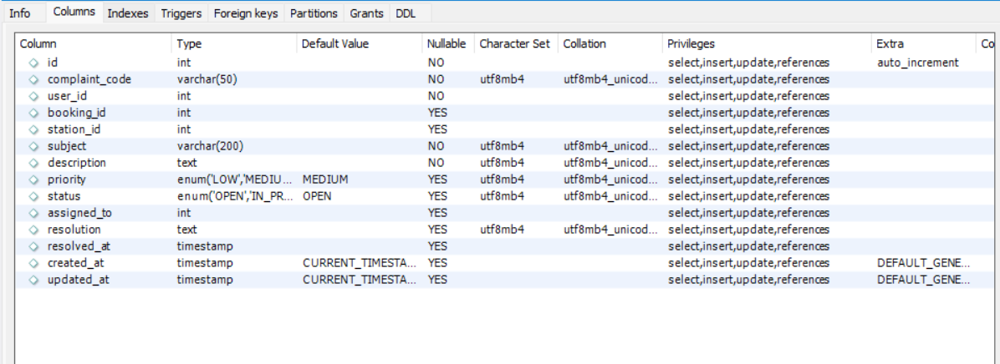 Info Columns Indexes Triggers Foreign keys Partitions Grants DDL
Column Type Default Value Nullable Character Set Collation Privileges Extra Co
id int NO select,insert,update,references auto_increment
complaint_code varchar(50) NO utf8mb4 utf8mb4_unicod... select,insert,update,references
user_id int NO select,insert,update,references
booking_id int YES select,insert,update,references
station_id int YES select,insert,update,references
subject varchar(200) NO utf8mb4 utf8mb4_unicod... select,insert,update,references
description text NO utf8mb4 utf8mb4_unicod... select,insert,update,references
priority enum('LOW','MEDIU... MEDIUM YES utf8mb4 utf8mb4_unicod... select,insert,update,references
status enum('OPEN','IN_PR... OPEN YES utf8mb4 utf8mb4_unicod... select,insert,update,references
assigned_to int YES select,insert,update,references
resolution text YES utf8mb4 utf8mb4_unicod... select,insert,update,references
resolved_at timestamp YES select,insert,update,references
created_at timestamp CURRENT_TIMESTA... YES select,insert,update,references DEFAULT_GENE...
updated_at timestamp CURRENT_TIMESTA... YES select,insert,update,references DEFAULT_GENE...